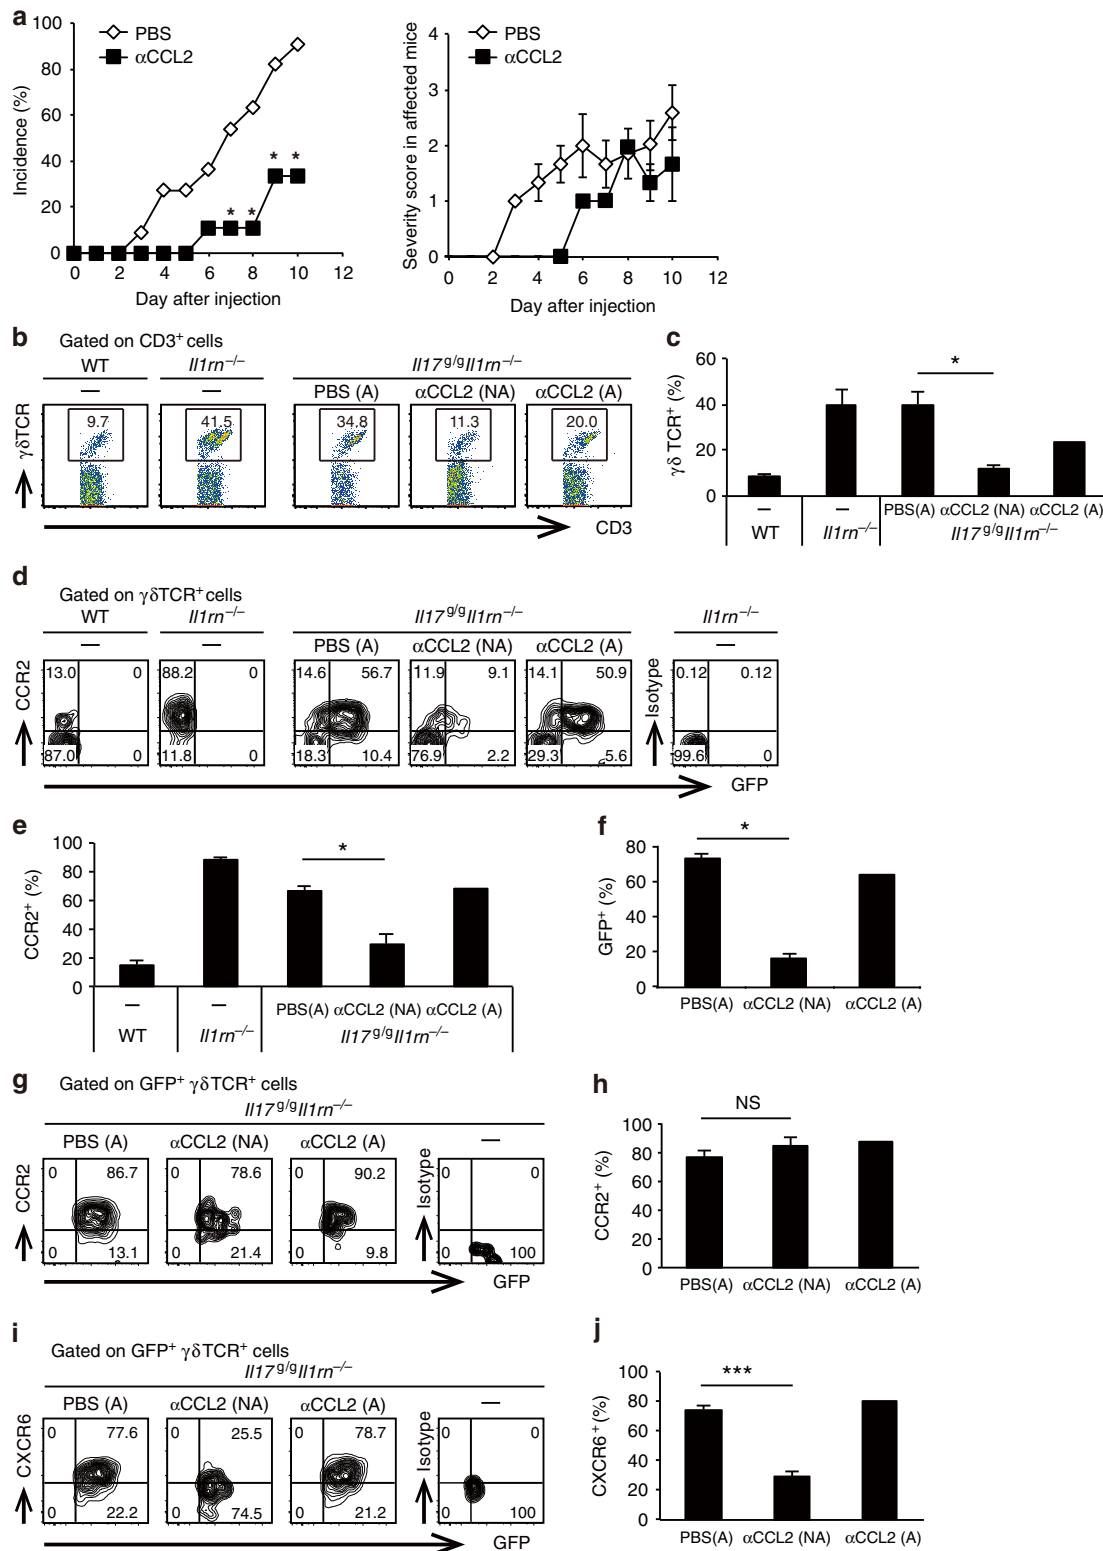 a
100
80
60
40
20
0
Incidence (%)
PBS
αCCL2
* *
* *
0 2 4 6 8 10 12
Day after injection
4
3
2
1
0
Severity score in affected mice
PBS
αCCL2
0 2 4 6 8 10 12
Day after injection
b Gated on CD3⁺ cells
WT Il1rn⁻/⁻ Il17ᵍ/ᵍIl1rn⁻/⁻
— — PBS (A) αCCL2 (NA) αCCL2 (A)
γδTCR
9.7 41.5 34.8 11.3 20.0
CD3
c
60
40
20
0
γδ TCR⁺ (%)
*
— — PBS(A) αCCL2 (NA) αCCL2 (A)
WT Il1rn⁻/⁻ Il17ᵍ/ᵍIl1rn⁻/⁻
d Gated on γδTCR⁺ cells
WT Il1rn⁻/⁻ Il17ᵍ/ᵍIl1rn⁻/⁻ Il1rn⁻/⁻
— — PBS (A) αCCL2 (NA) αCCL2 (A) —
CCR2 Isotype
13.0 0 88.2 0 14.6 56.7 11.9 9.1 14.1 50.9 0.12 0.12
87.0 0 11.8 0 18.3 10.4 76.9 2.2 29.3 5.6 99.6 0
GFP
e
100
80
60
40
20
0
CCR2⁺ (%)
*
— — PBS(A) αCCL2 (NA) αCCL2 (A)
WT Il1rn⁻/⁻ Il17ᵍ/ᵍIl1rn⁻/⁻
f
80
60
40
20
0
GFP⁺ (%)
*
PBS(A) αCCL2 (NA) αCCL2 (A)
g Gated on GFP⁺ γδTCR⁺ cells
Il17ᵍ/ᵍIl1rn⁻/⁻
PBS (A) αCCL2 (NA) αCCL2 (A) —
CCR2 Isotype
0 86.7 0 78.6 0 90.2 0 0
0 13.1 0 21.4 0 9.8 0 100
GFP
h
100
80
60
40
20
0
CCR2⁺ (%)
NS
PBS(A) αCCL2 (NA) αCCL2 (A)
i Gated on GFP⁺ γδTCR⁺ cells
Il17ᵍ/ᵍIl1rn⁻/⁻
PBS (A) αCCL2 (NA) αCCL2 (A) —
CXCR6 Isotype
0 77.6 0 25.5 0 78.7 0 0
0 22.2 0 74.5 0 21.2 0 100
GFP
j
100
80
60
40
20
0
CXCR6⁺(%)
***
PBS(A) αCCL2 (NA) αCCL2 (A)